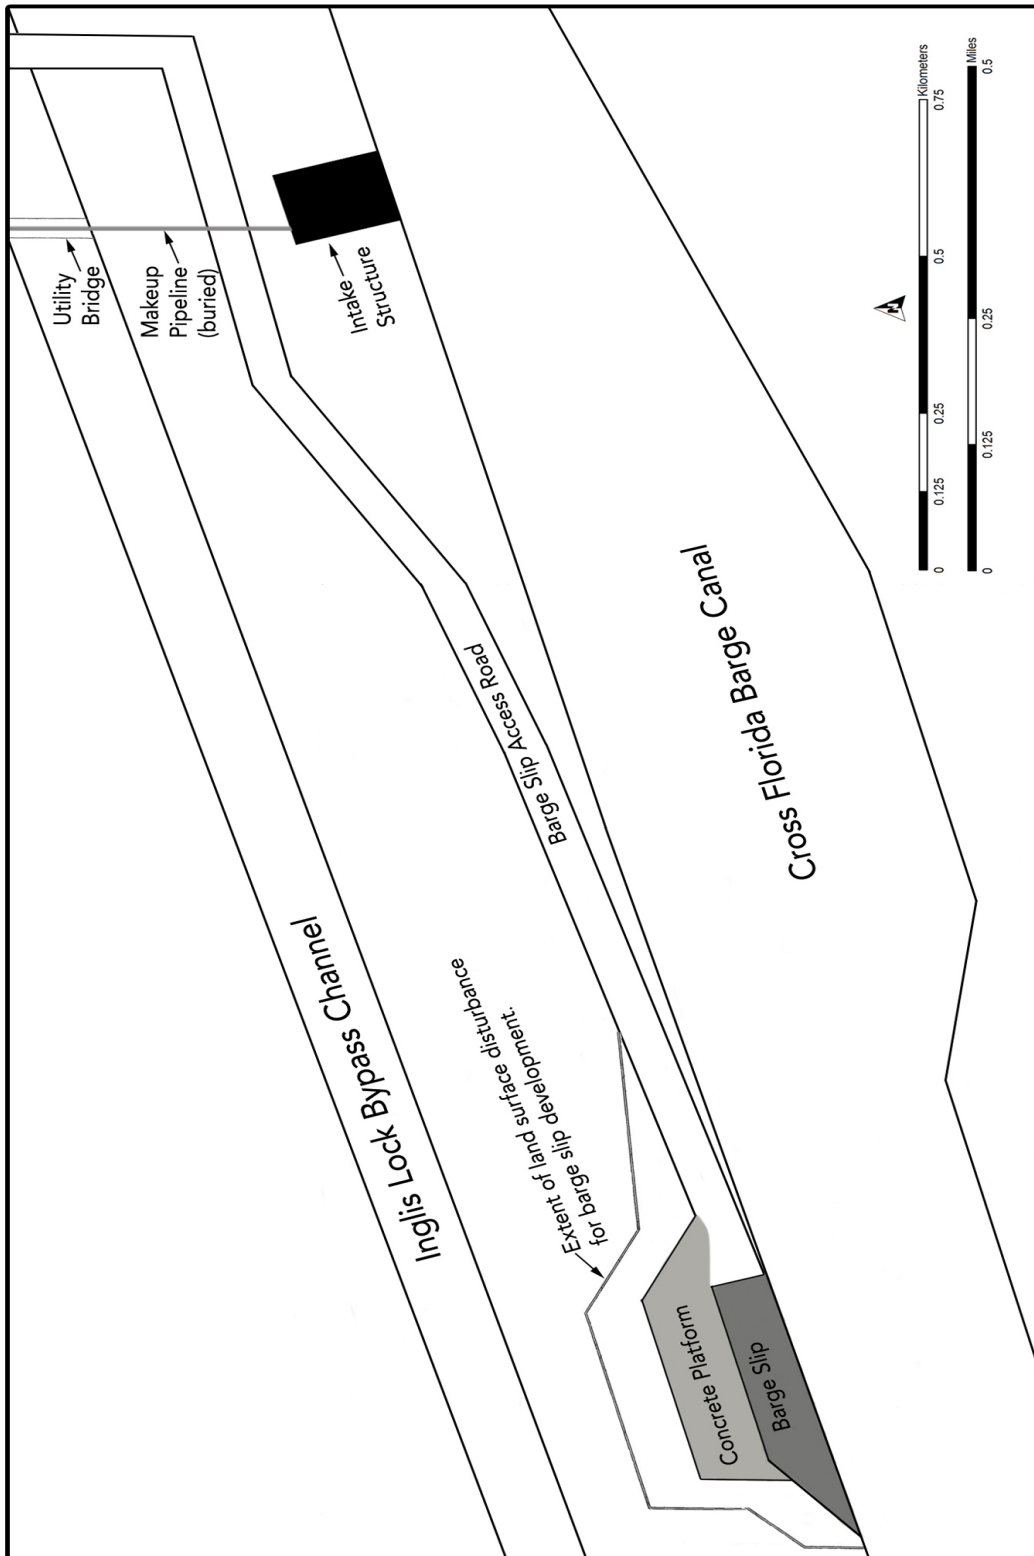 Utility
Bridge
Makeup
Pipeline
(buried)
Intake
Structure
Barge Slip Access Road
Inglis Lock Bypass Channel
Cross Florida Barge Canal
Extent of land surface disturbance
for barge slip development.
Concrete Platform
Barge Slip
N
Kilometers
0 0.125 0.25 0.5 0.75
Miles
0 0.125 0.25 0.5